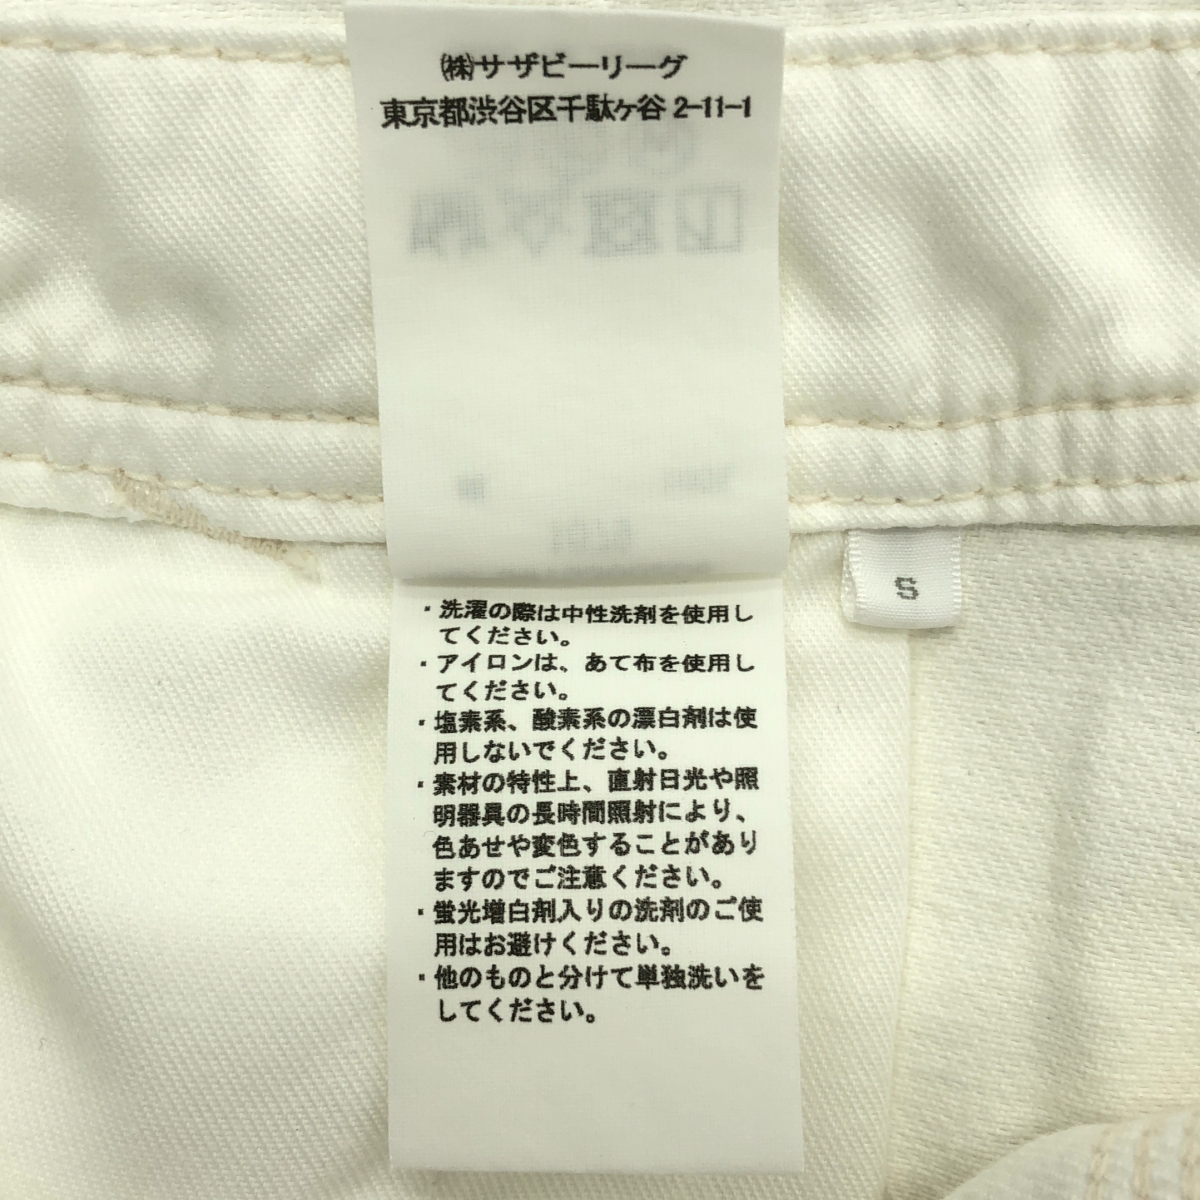 ㈱サザビーリーグ
東京都渋谷区千駄ヶ谷 2-11-1
S
・洗濯の際は中性洗剤を使用し
てください。
・アイロンは、あて布を使用し
てください。
・塩素系、酸素系の漂白剤は使
用しないでください。
・素材の特性上、直射日光や照
明器具の長時間照射により、
色あせや変色することがあり
ますのでご注意ください。
・蛍光増白剤入りの洗剤のご使
用はお避けください。
・他のものと分けて単独洗いを
してください。